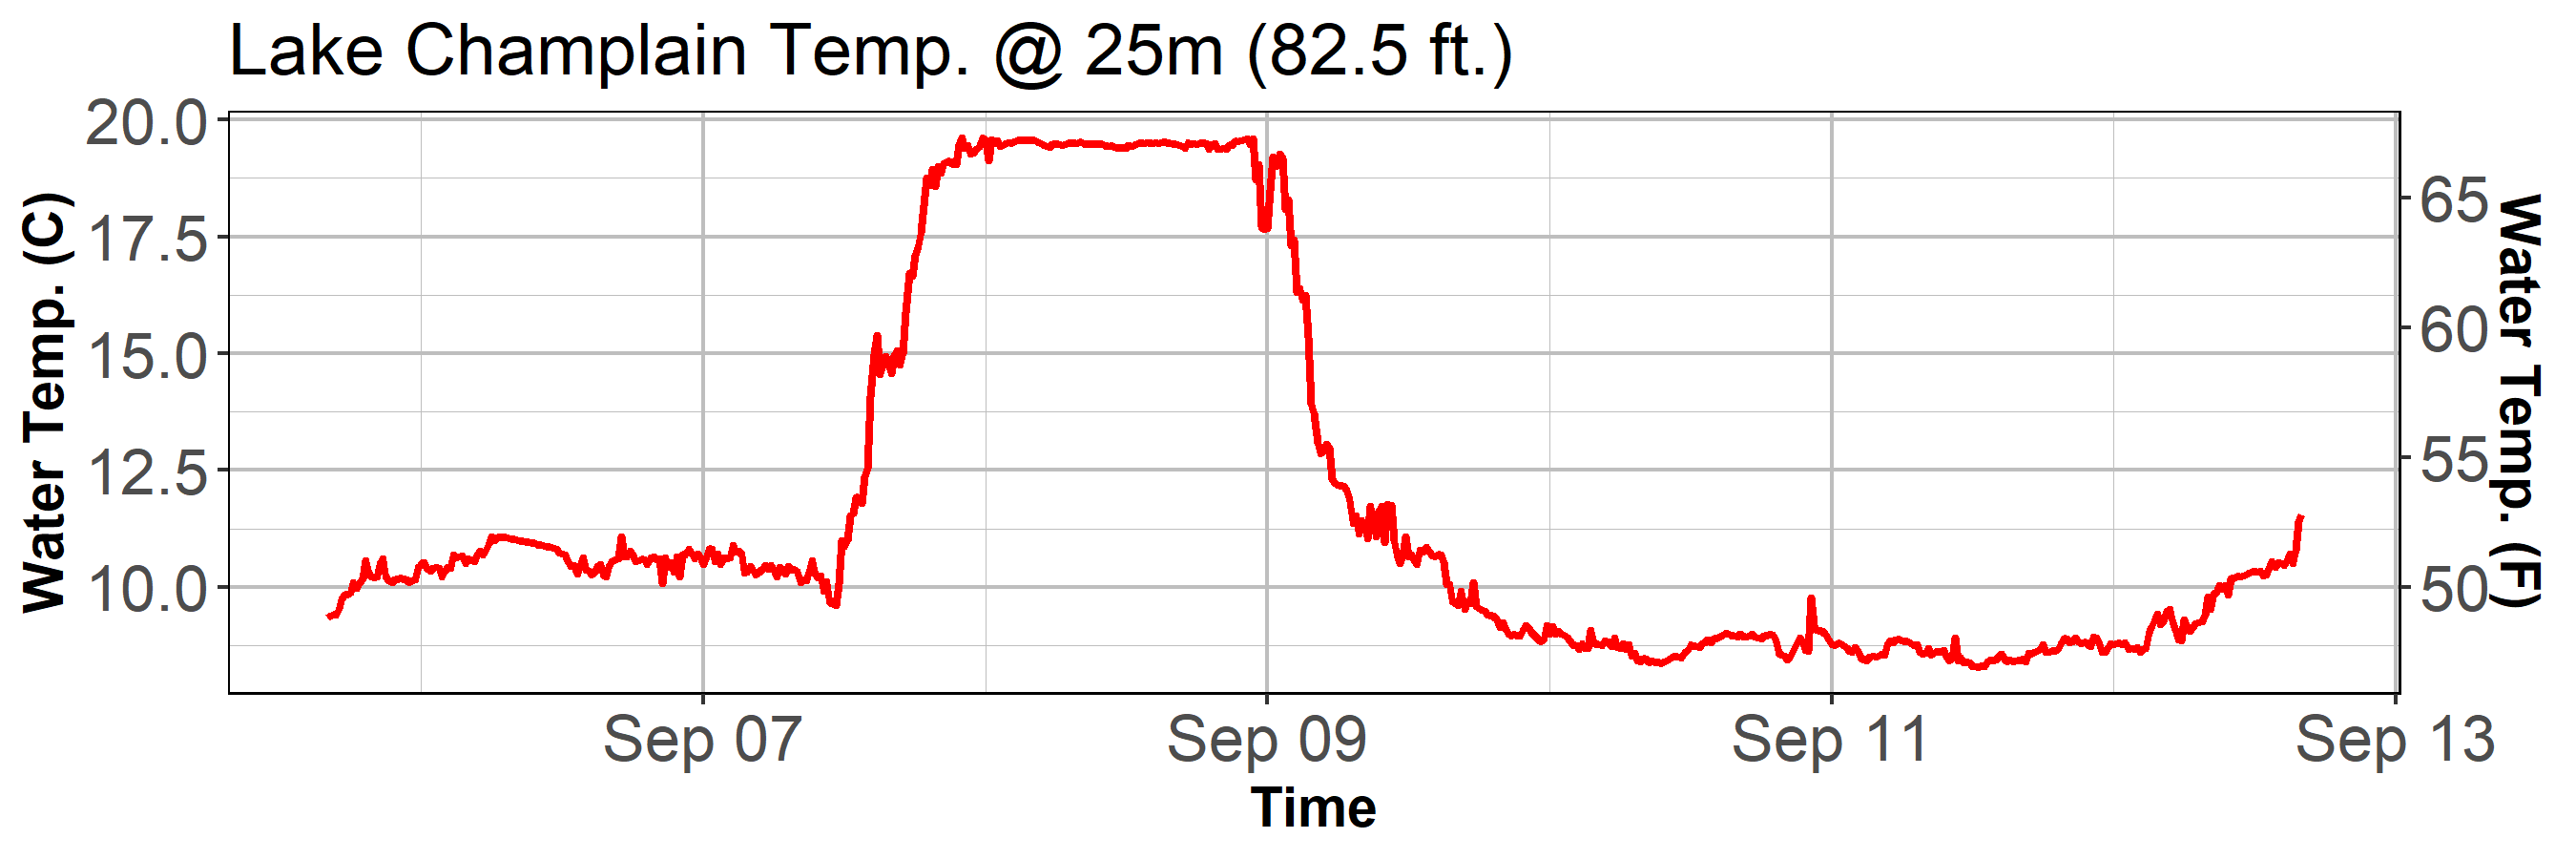 Lake Champlain Temp. @ 25m (82.5 ft.)
Water Temp. (C)
20.0
17.5
15.0
12.5
10.0
65
60
55
50
Water Temp. (F)
Sep 07
Sep 09
Sep 11
Sep 13
Time